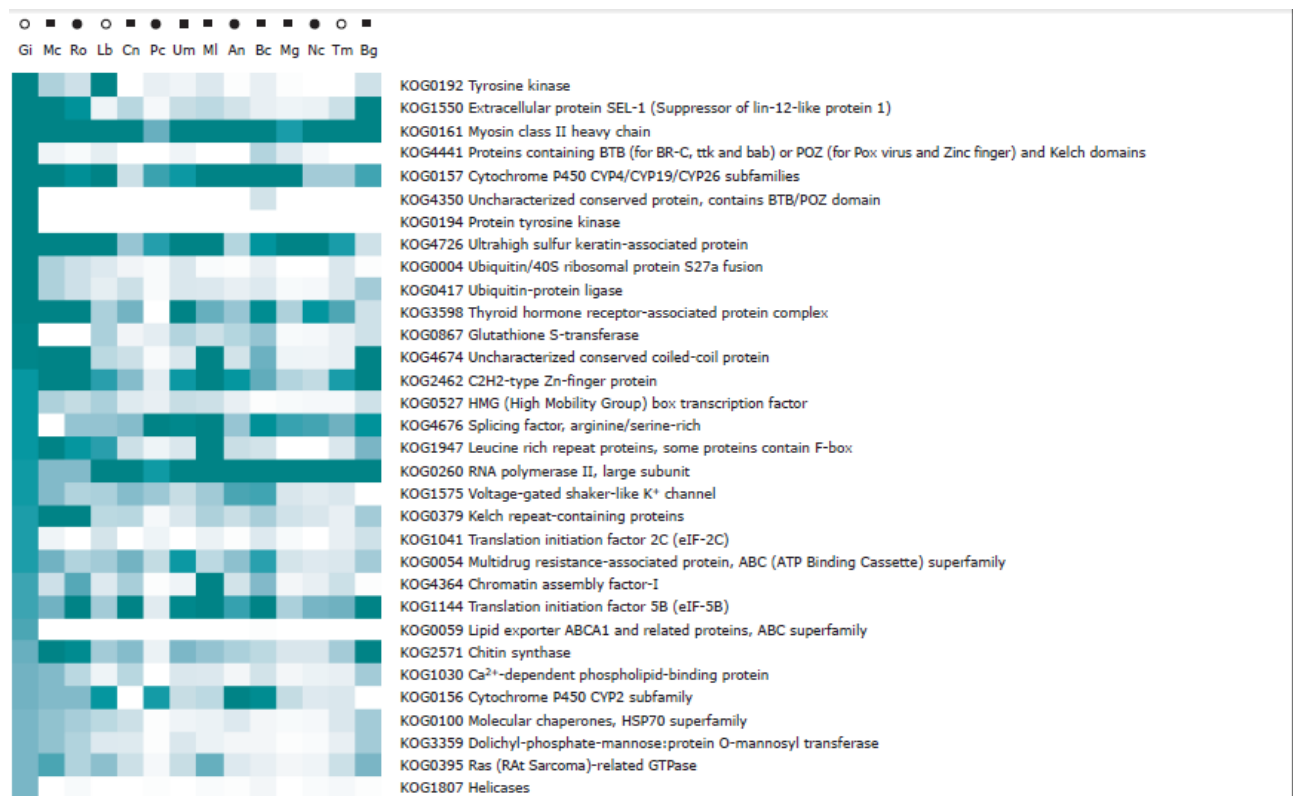 Gi Mc Ro Lb Cn Pc Um Ml An Bc Mg Nc Tm Bg
KOG0192 Tyrosine kinase
KOG1550 Extracellular protein SEL-1 (Suppressor of lin-12-like protein 1)
KOG0161 Myosin class II heavy chain
KOG4441 Proteins containing BTB (for BR-C, ttk and bab) or POZ (for Pox virus and Zinc finger) and Kelch domains
KOG0157 Cytochrome P450 CYP4/CYP19/CYP26 subfamilies
KOG4350 Uncharacterized conserved protein, contains BTB/POZ domain
KOG0194 Protein tyrosine kinase
KOG4726 Ultrahigh sulfur keratin-associated protein
KOG0004 Ubiquitin/40S ribosomal protein S27a fusion
KOG0417 Ubiquitin-protein ligase
KOG3598 Thyroid hormone receptor-associated protein complex
KOG0867 Glutathione S-transferase
KOG4674 Uncharacterized conserved coiled-coil protein
KOG2462 C2H2-type Zn-finger protein
KOG0527 HMG (High Mobility Group) box transcription factor
KOG4676 Splicing factor, arginine/serine-rich
KOG1947 Leucine rich repeat proteins, some proteins contain F-box
KOG0260 RNA polymerase II, large subunit
KOG1575 Voltage-gated shaker-like K⁺ channel
KOG0379 Kelch repeat-containing proteins
KOG1041 Translation initiation factor 2C (eIF-2C)
KOG0054 Multidrug resistance-associated protein, ABC (ATP Binding Cassette) superfamily
KOG4364 Chromatin assembly factor-I
KOG1144 Translation initiation factor 5B (eIF-5B)
KOG0059 Lipid exporter ABCA1 and related proteins, ABC superfamily
KOG2571 Chitin synthase
KOG1030 Ca²⁺-dependent phospholipid-binding protein
KOG0156 Cytochrome P450 CYP2 subfamily
KOG0100 Molecular chaperones, HSP70 superfamily
KOG3359 Dolichyl-phosphate-mannose:protein O-mannosyl transferase
KOG0395 Ras (RAt Sarcoma)-related GTPase
KOG1807 Helicases